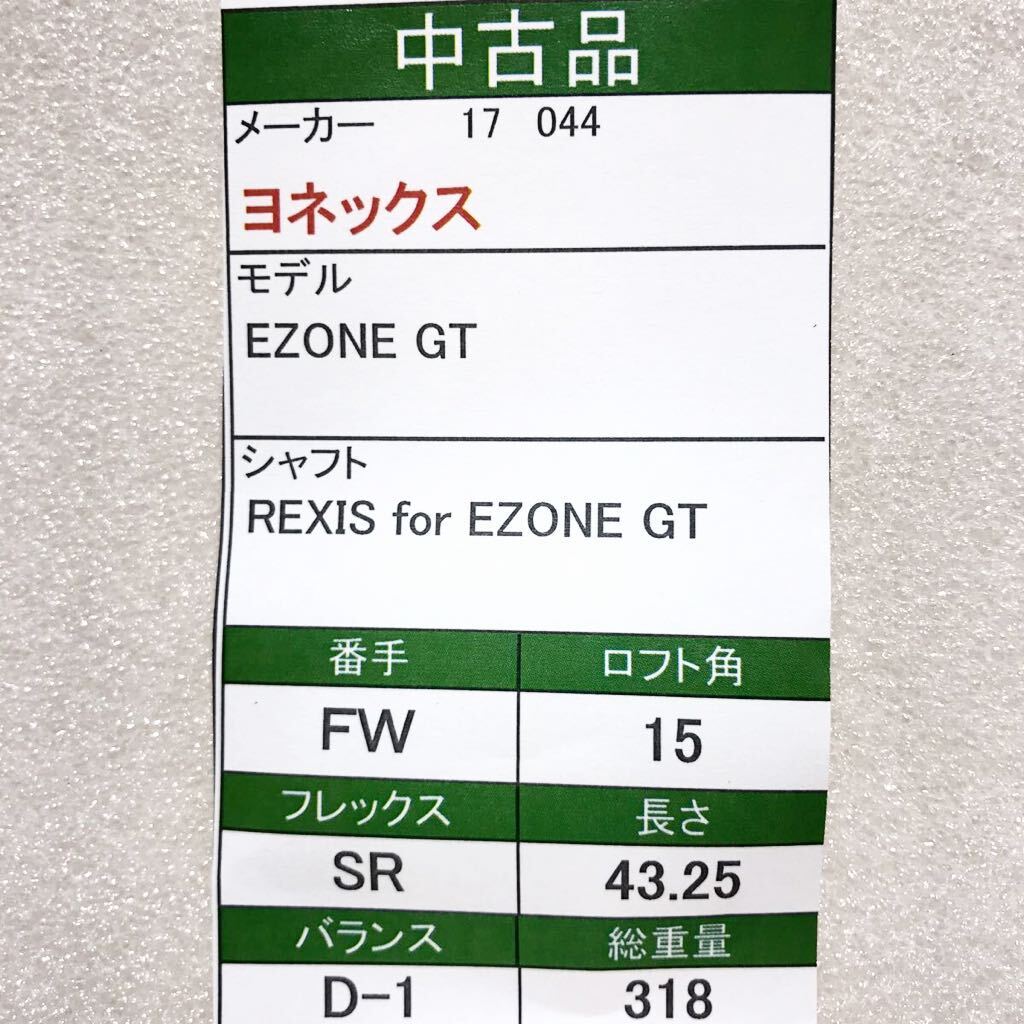 中古品
メーカー 17 044
ヨネックス
モデル
EZONE GT
シャフト
REXIS for EZONE GT
番手 ロフト角
FW 15
フレックス 長さ
SR 43.25
バランス 総重量
D-1 318